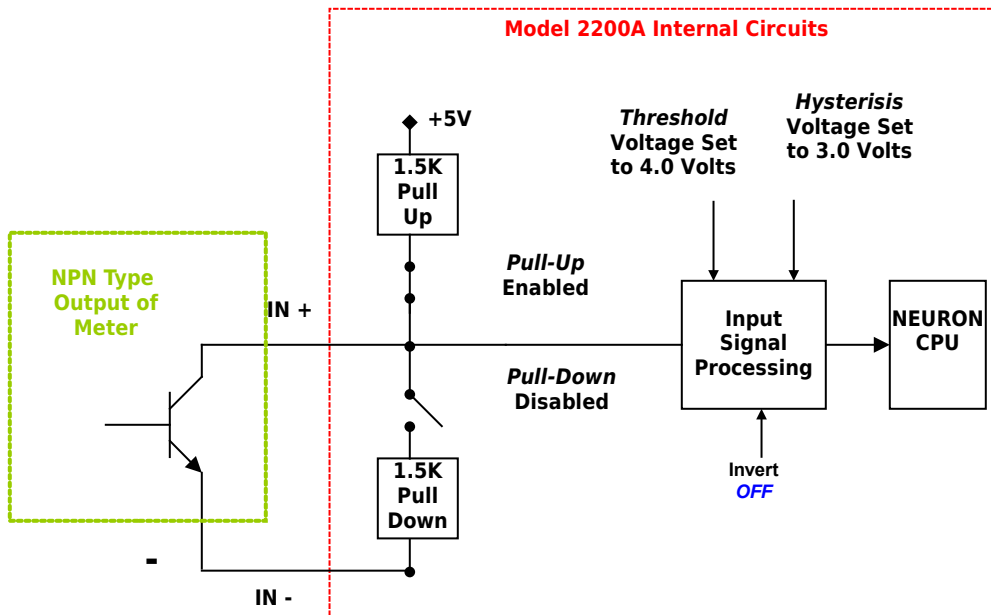 Model 2200A Internal Circuits
+5V
Threshold
Voltage Set
to 4.0 Volts
Hysterisis
Voltage Set
to 3.0 Volts
1.5K
Pull
Up
NPN Type
Output of
Meter
IN +
Pull-Up
Enabled
Input
Signal
Processing
NEURON
CPU
Pull-Down
Disabled
1.5K
Pull
Down
Invert
OFF
-
IN -